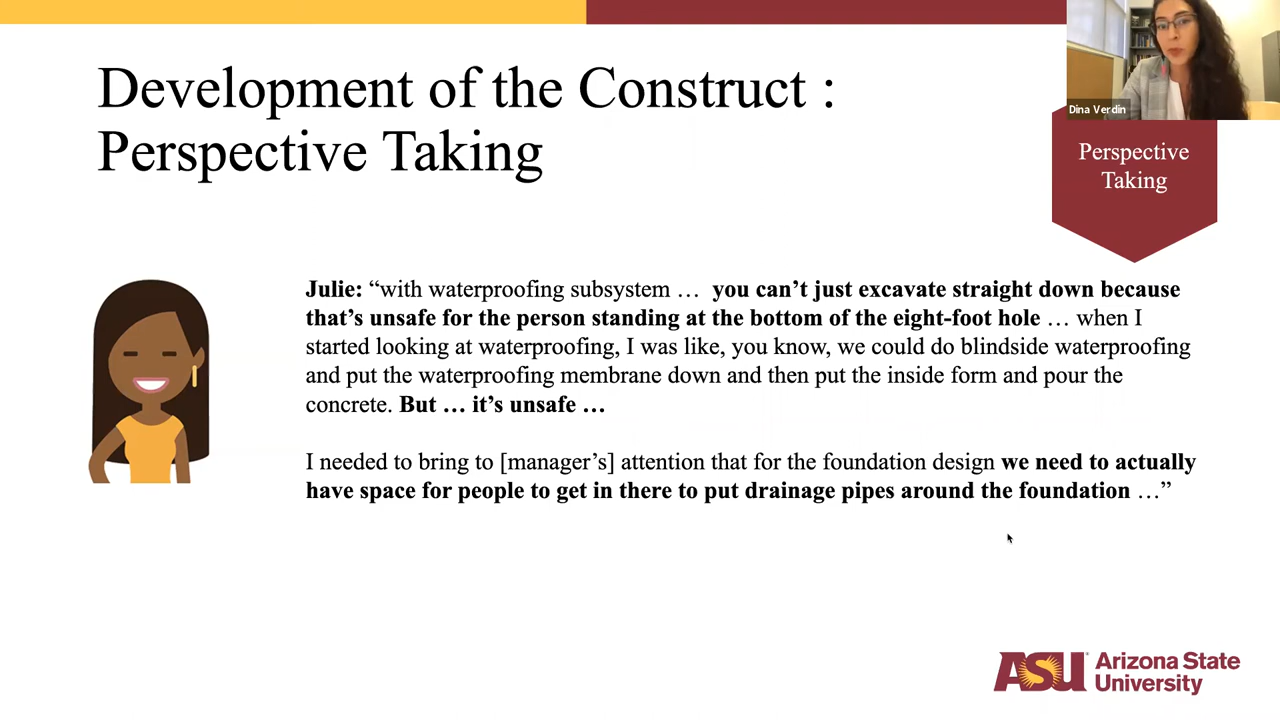 Development of the Construct :
Perspective Taking
Dina Verdin
Perspective
Taking
Julie: “with waterproofing subsystem … you can’t just excavate straight down because
that’s unsafe for the person standing at the bottom of the eight-foot hole … when I
started looking at waterproofing, I was like, you know, we could do blindside waterproofing
and put the waterproofing membrane down and then put the inside form and pour the
concrete. But … it’s unsafe …
I needed to bring to [manager’s] attention that for the foundation design we need to actually
have space for people to get in there to put drainage pipes around the foundation …”
ASU Arizona State
University